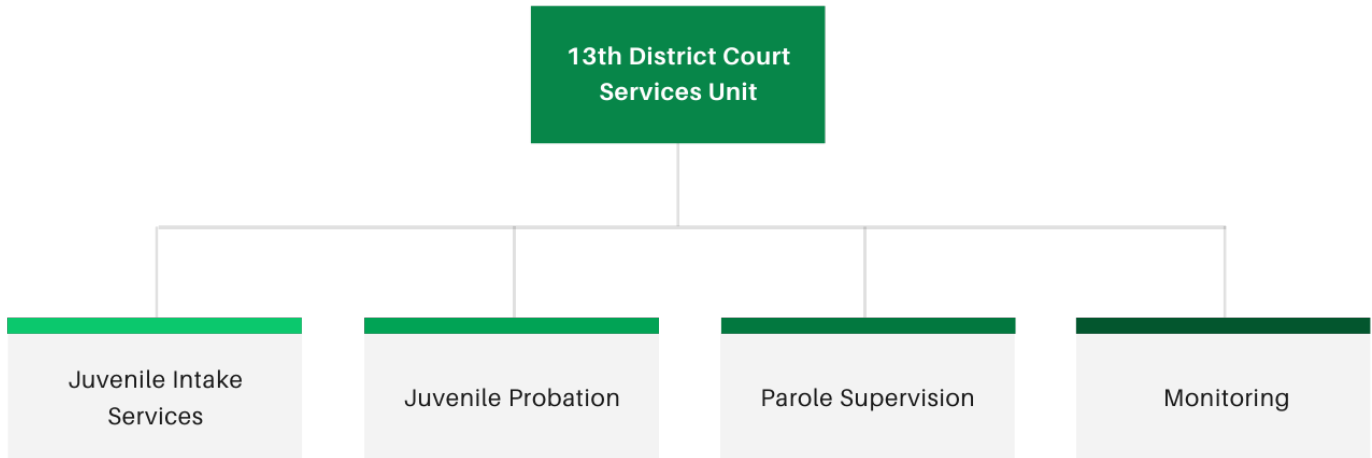 13th District Court
Services Unit
Juvenile Intake
Services
Juvenile Probation
Parole Supervision
Monitoring